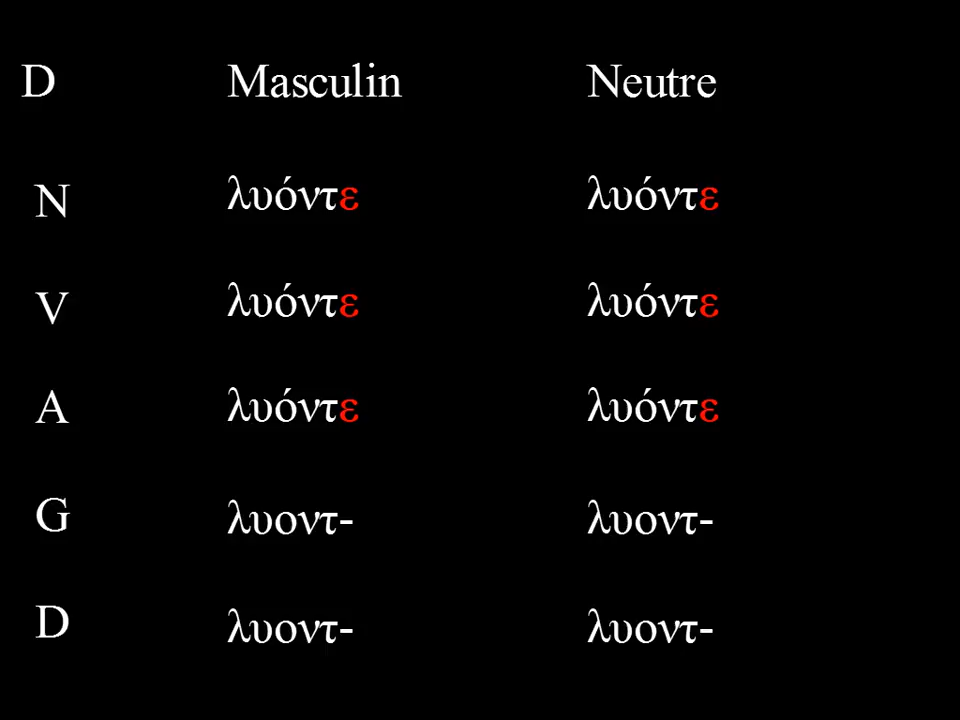 D Masculin Neutre
N λυόντε λυόντε
V λυόντε λυόντε
A λυόντε λυόντε
G λυοντ- λυοντ-
D λυοντ- λυοντ-